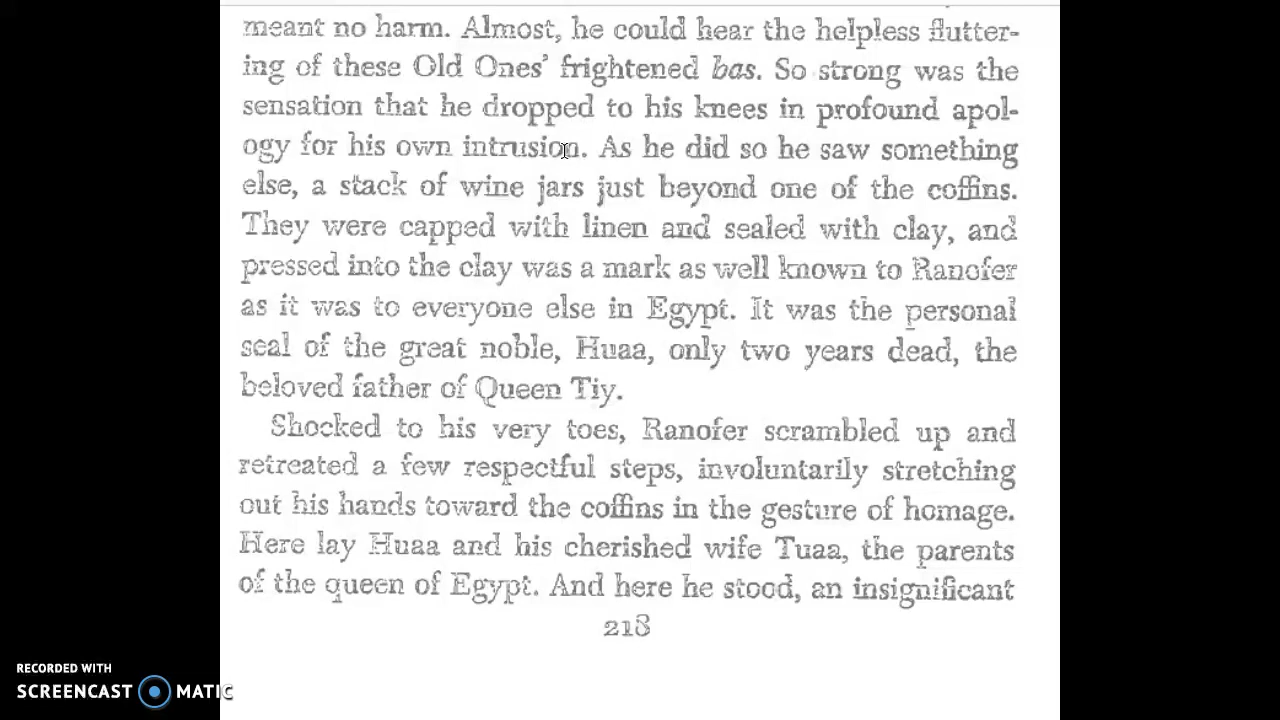 meant no harm. Almost, he could hear the helpless flutter-
ing of these Old Ones' frightened bas. So strong was the
sensation that he dropped to his knees in profound apol-
ogy for his own intrusion. As he did so he saw something
else, a stack of wine jars just beyond one of the coffins.
They were capped with linen and sealed with clay, and
pressed into the clay was a mark as well known to Ranofer
as it was to everyone else in Egypt. It was the personal
seal of the great noble, Huaa, only two years dead, the
beloved father of Queen Tiy.
Shocked to his very toes, Ranofer scrambled up and
retreated a few respectful steps, involuntarily stretching
out his hands toward the coffins in the gesture of homage.
Here lay Huaa and his cherished wife Tuaa, the parents
of the queen of Egypt. And here he stood, an insignificant
218
RECORDED WITH
SCREENCAST MATIC